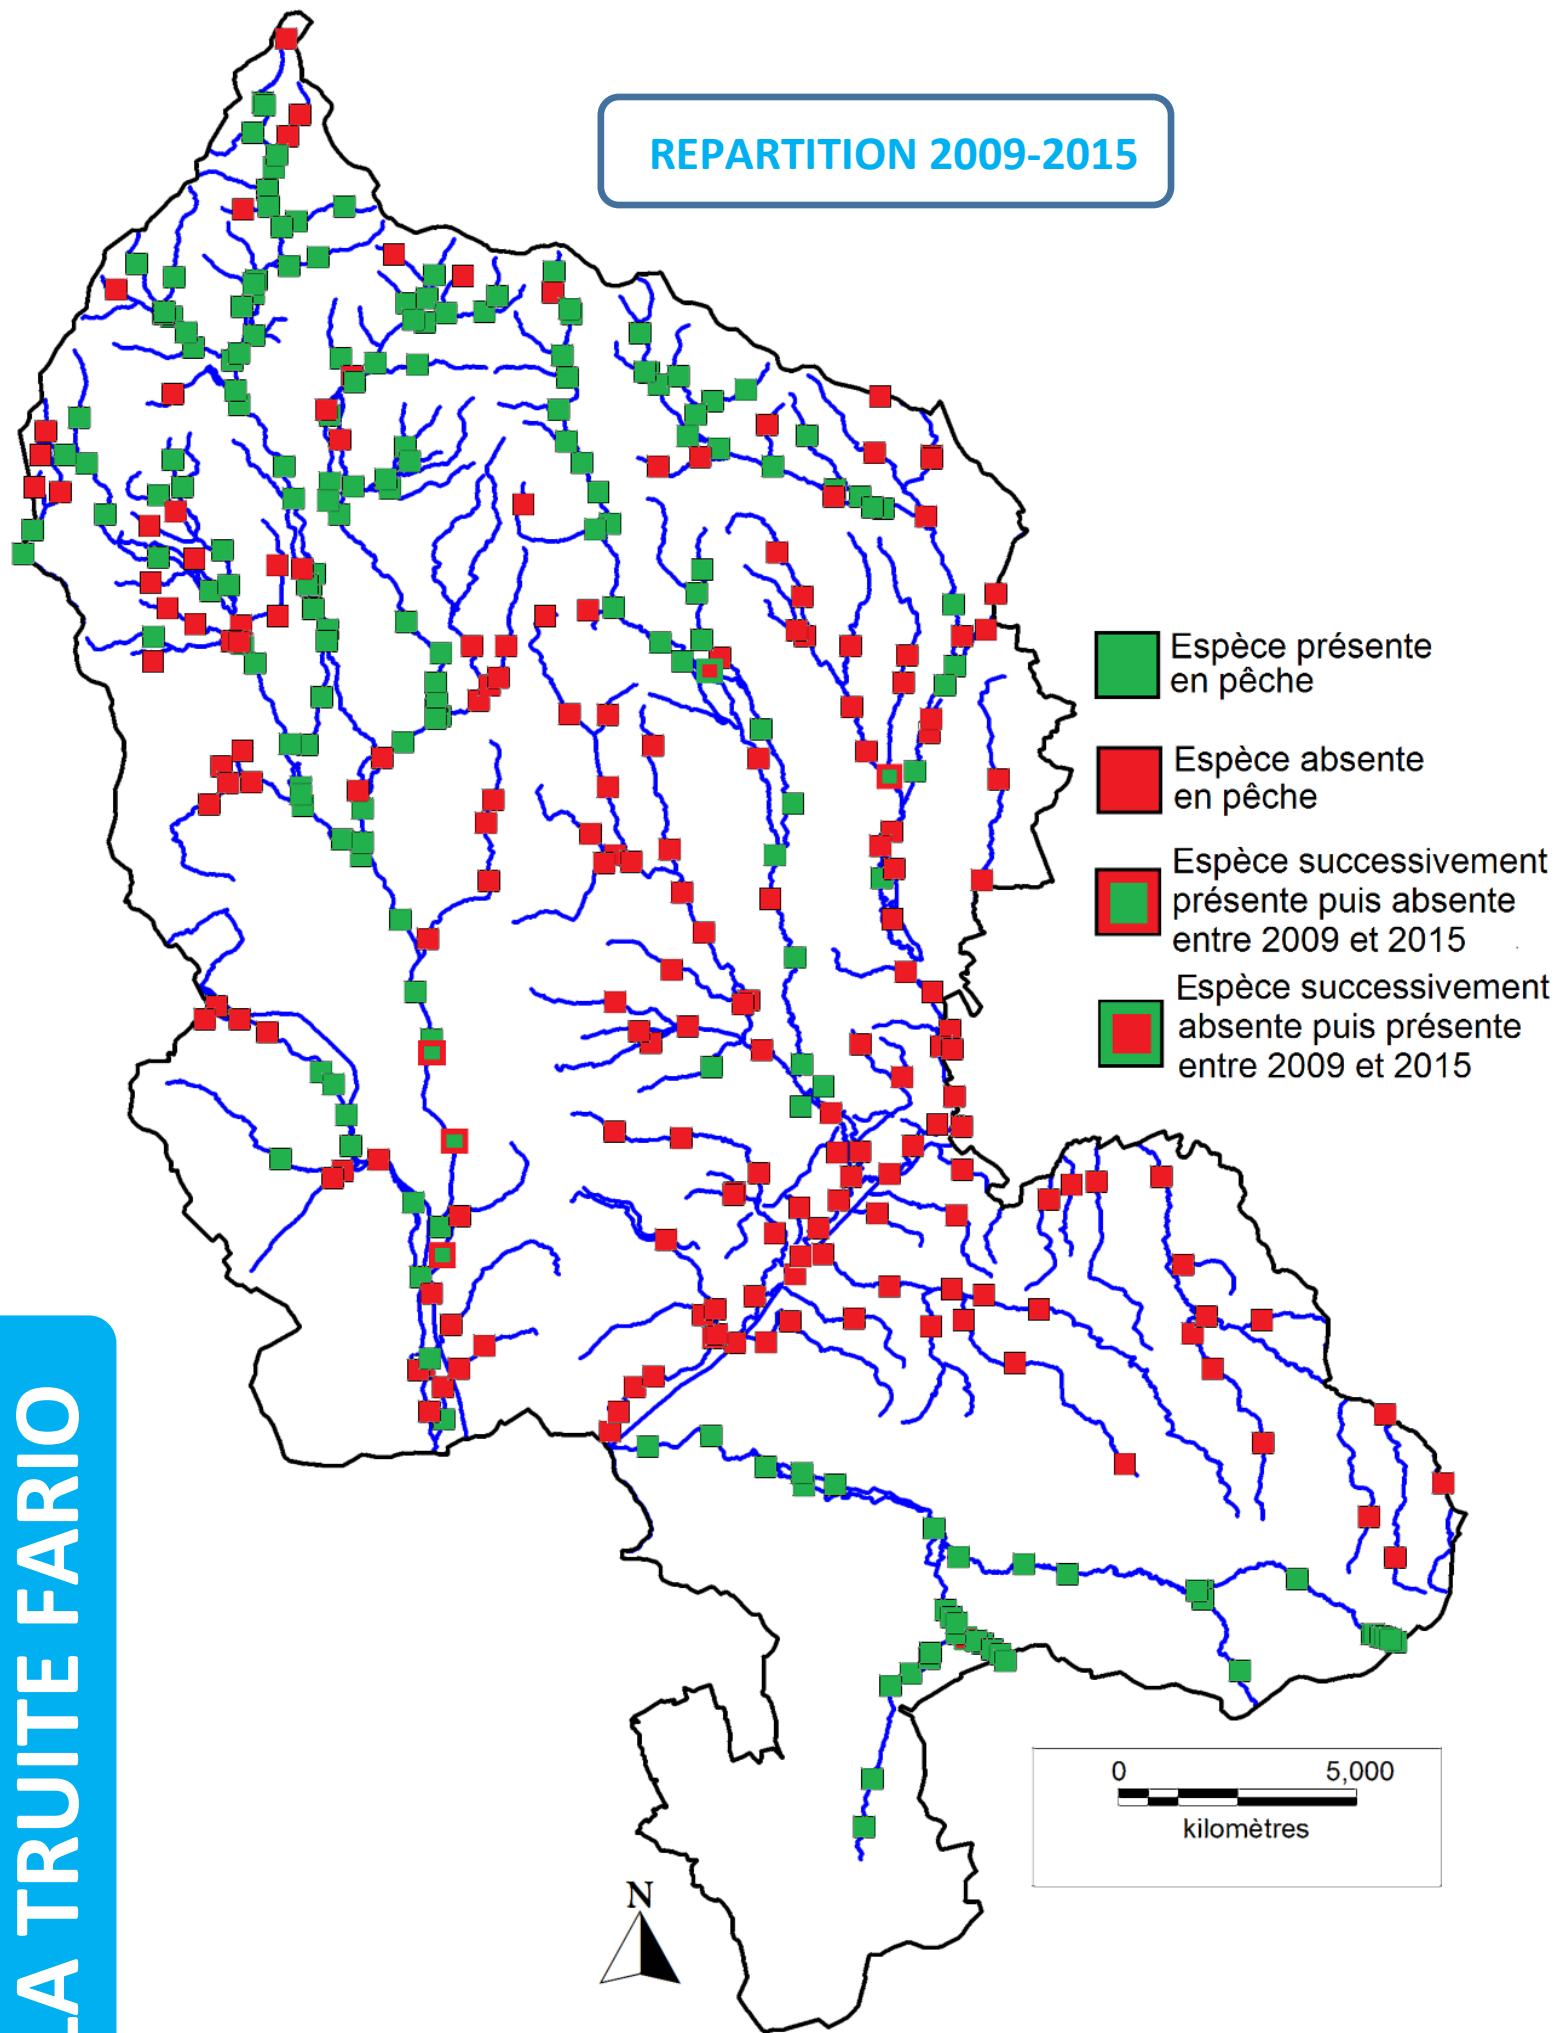 REPARTITION 2009-2015
Espèce présente
en pêche
Espèce absente
en pêche
Espèce successivement
présente puis absente
entre 2009 et 2015
Espèce successivement
absente puis présente
entre 2009 et 2015
0 5,000
kilomètres
N
LA TRUITE FARIO